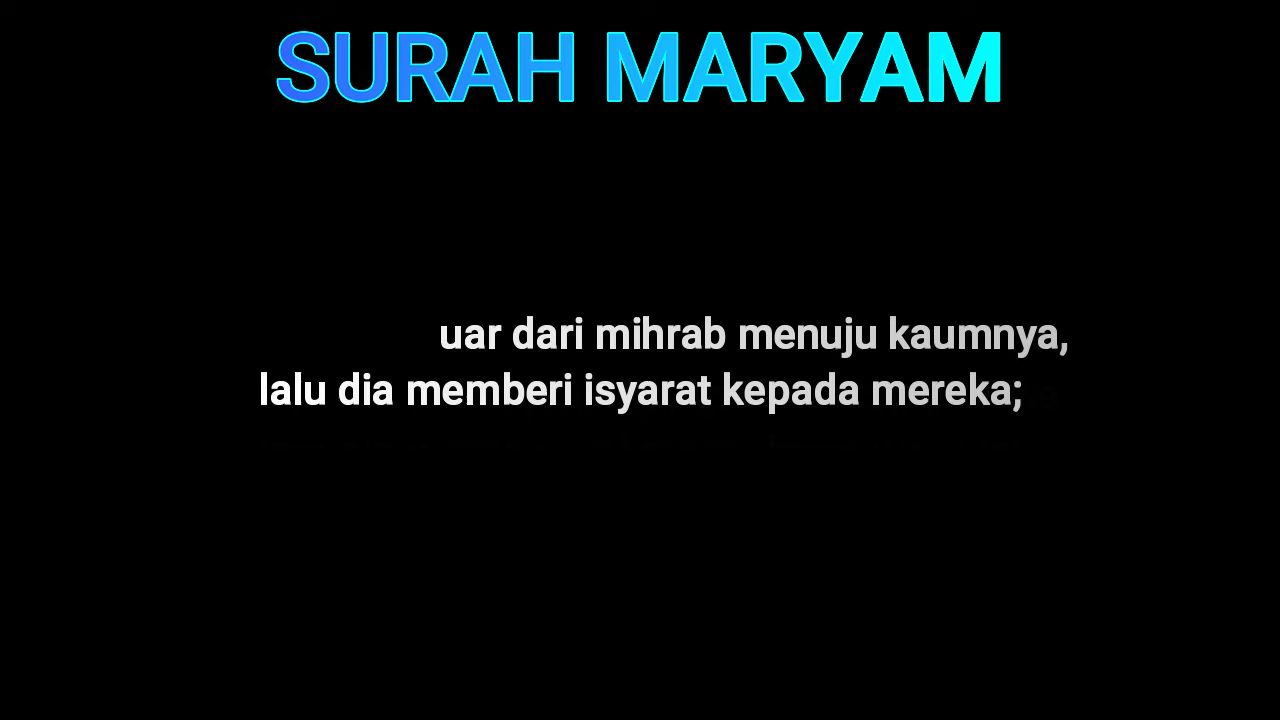 SURAH MARYAM
uar dari mihrab menuju kaumnya,
lalu dia memberi isyarat kepada mereka;